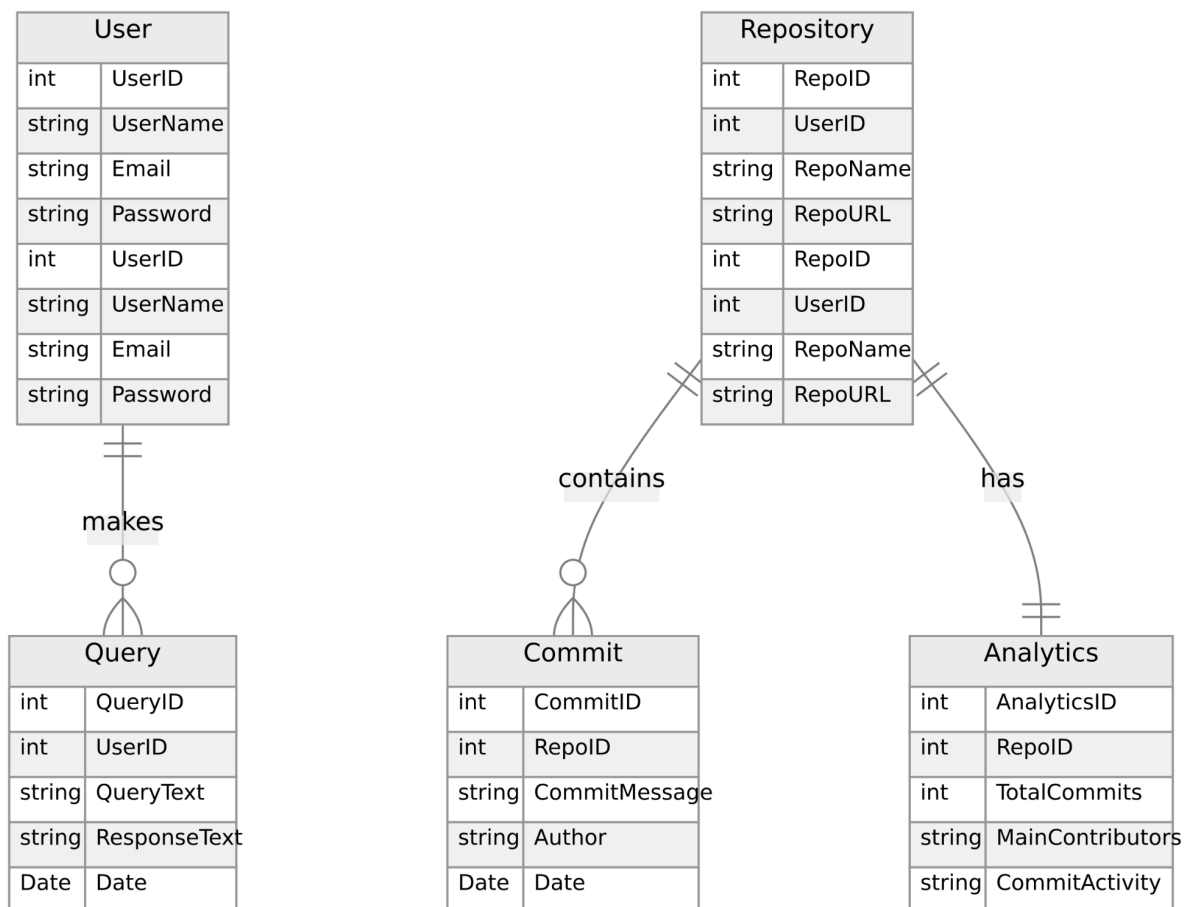 User
int UserID
string UserName
string Email
string Password
int UserID
string UserName
string Email
string Password
Repository
int RepoID
int UserID
string RepoName
string RepoURL
int RepoID
int UserID
string RepoName
string RepoURL
makes
contains
has
Query
int QueryID
int UserID
string QueryText
string ResponseText
Date Date
Commit
int CommitID
int RepoID
string CommitMessage
string Author
Date Date
Analytics
int AnalyticsID
int RepoID
int TotalCommits
string MainContributors
string CommitActivity